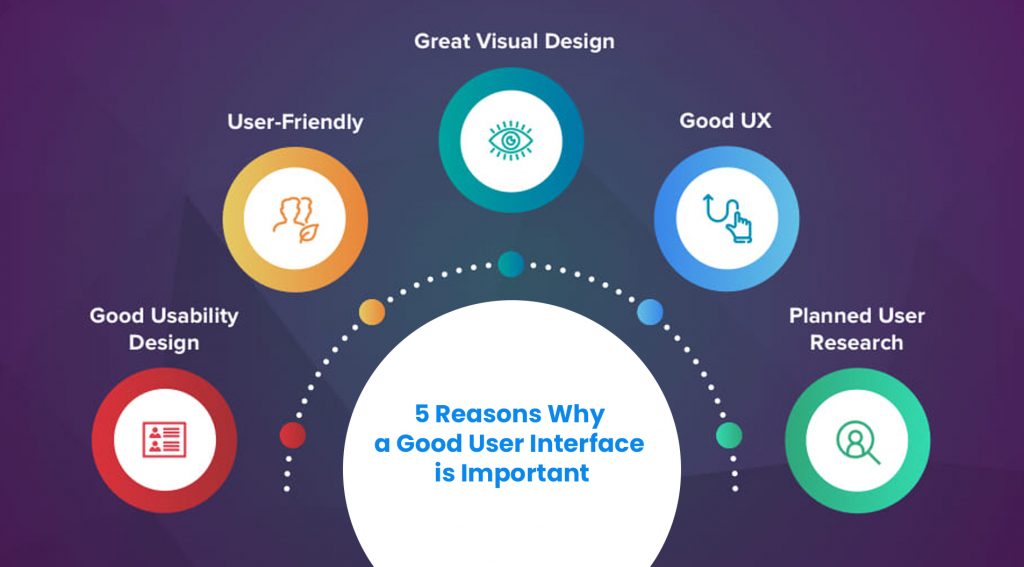 Great Visual Design
User-Friendly
Good UX
Good Usability
Design
Planned User
Research
5 Reasons Why
a Good User Interface
is Important